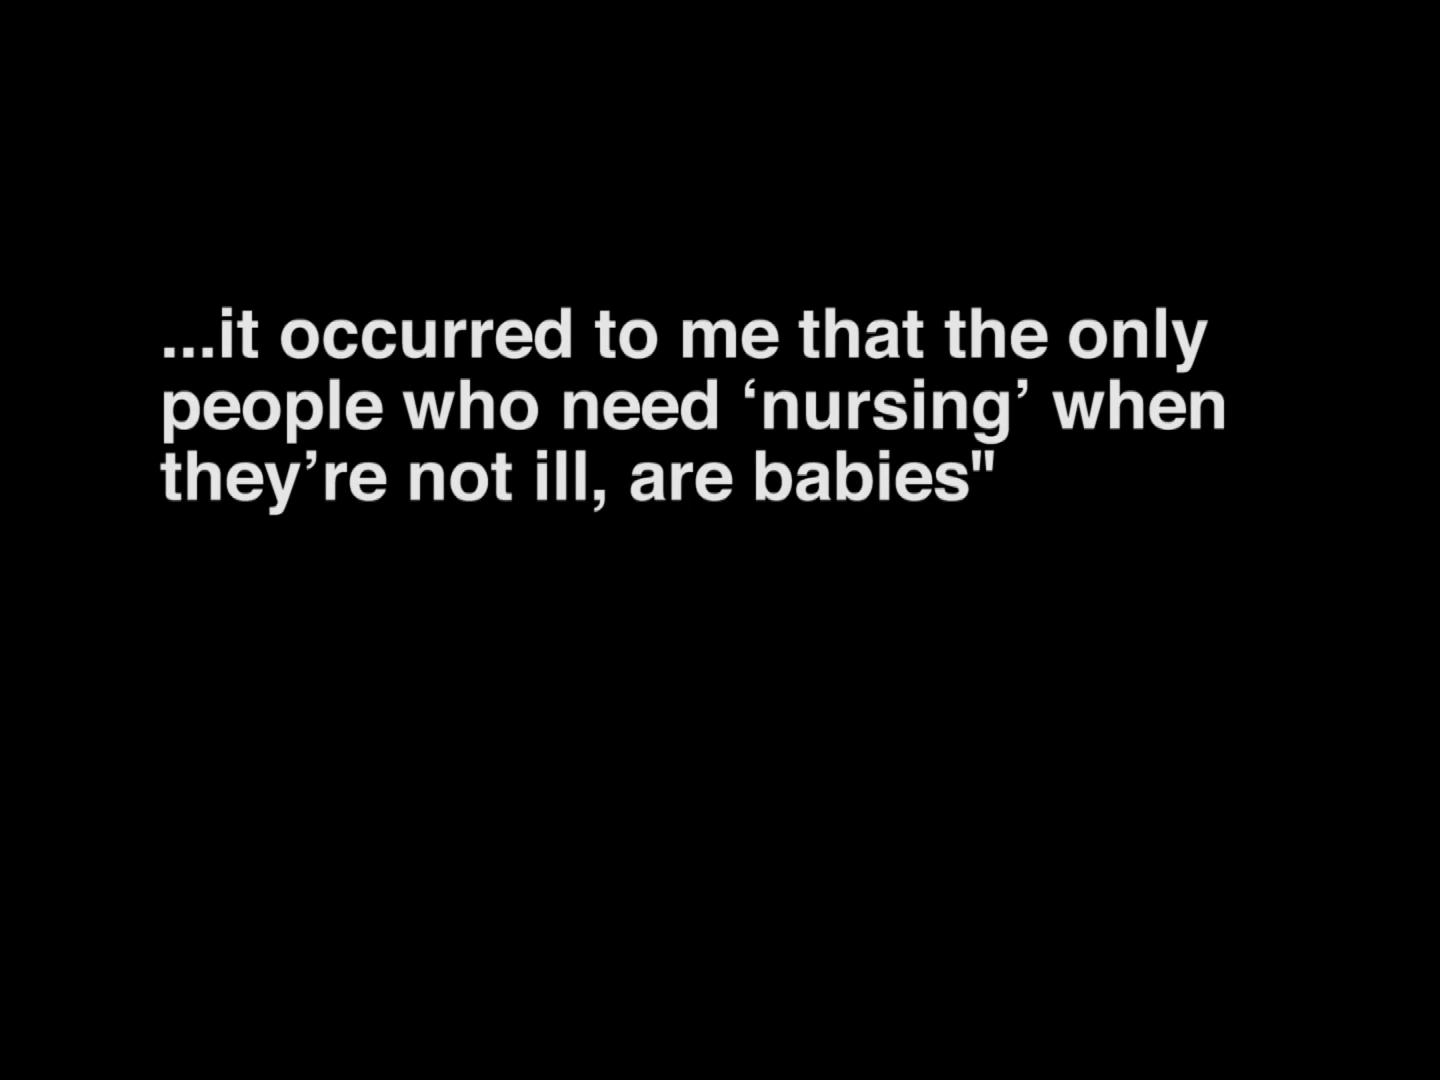 ...it occurred to me that the only
people who need ‘nursing’ when
they’re not ill, are babies"